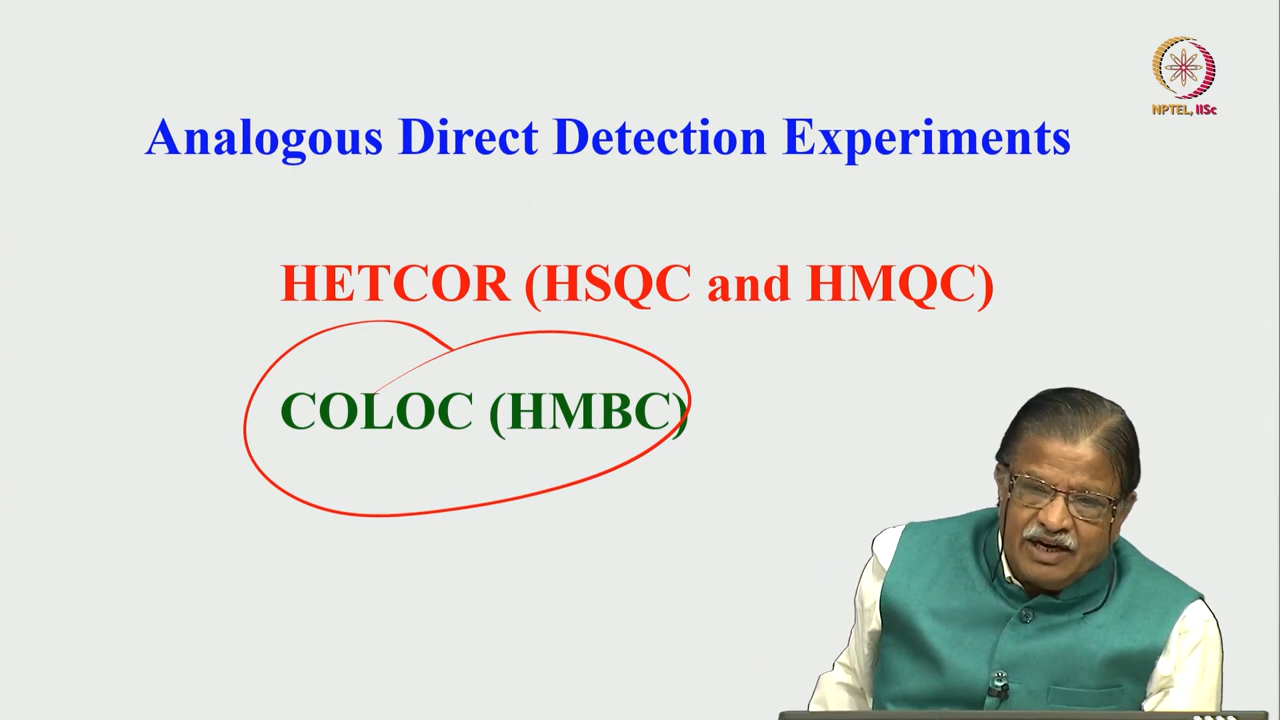 NPTEL, IISc
Analogous Direct Detection Experiments
HETCOR (HSQC and HMQC)
COLOC (HMBC)